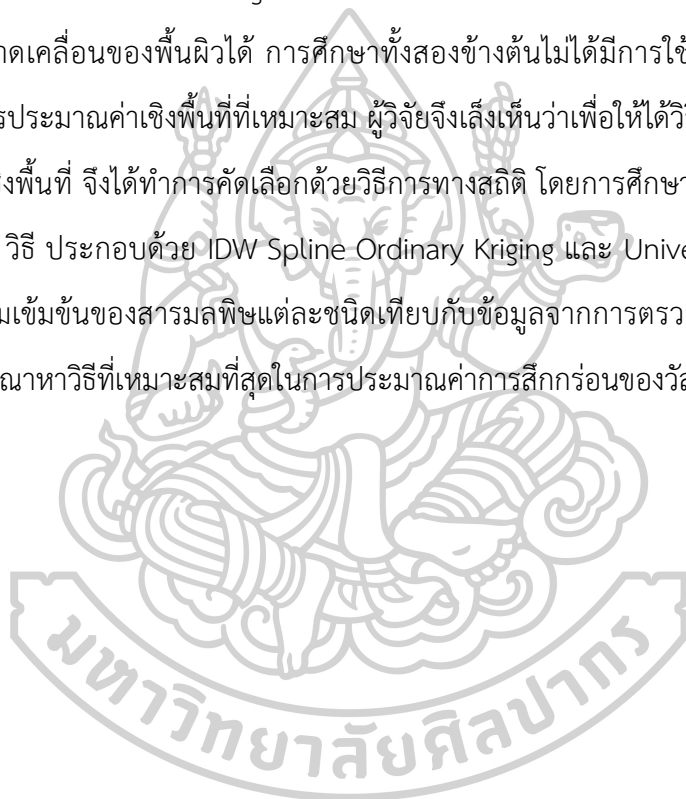 าดเคลื่อนของพื้นผิวได้ การศึกษาทั้งสองข้างต้นไม่ได้มีการใช้
รประมาณค่าเชิงพื้นที่ที่เหมาะสม ผู้วิจัยจึงเล็งเห็นว่าเพื่อให้ได้วิ
งพื้นที่ จึงได้ทำการคัดเลือกด้วยวิธีการทางสถิติ โดยการศึกษา
วิธี ประกอบด้วย IDW Spline Ordinary Kriging และ Unive
มเข้มข้นของสารมลพิษแต่ละชนิดเทียบกับข้อมูลจากการตรว
ณาหาวิธีที่เหมาะสมที่สุดในการประมาณค่าการสึกกร่อนของวัส
มหาวิทยาลัยศิลปากร